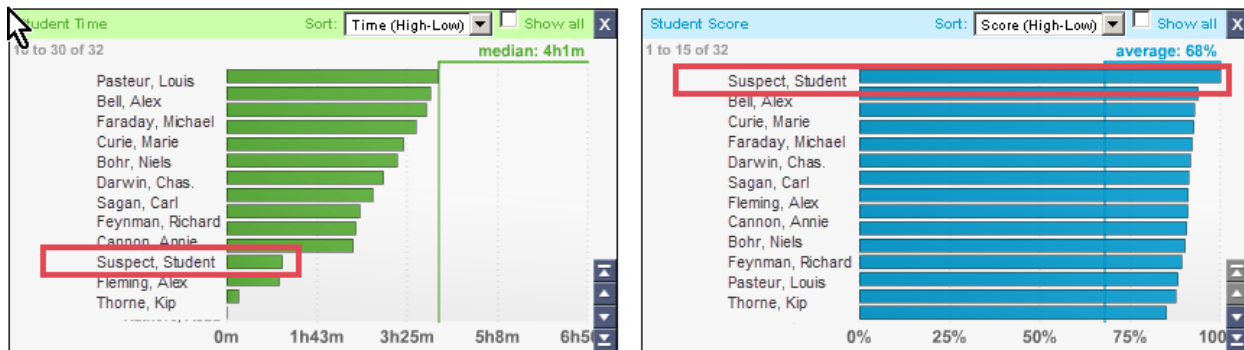 Student Time Sort: Time (High-Low) Show all X
to 30 of 32
median: 4h1m
Pasteur, Louis
Bell, Alex
Faraday, Michael
Curie, Marie
Bohr, Niels
Darwin, Chas.
Sagan, Carl
Feynman, Richard
Cannon, Annie
Suspect, Student
Fleming, Alex
Thorne, Kip
0m 1h43m 3h25m 5h8m 6h5
Student Score Sort: Score (High-Low) Show all X
1 to 15 of 32
average: 68%
Suspect, Student
Bell, Alex
Curie, Marie
Faraday, Michael
Darwin, Chas.
Sagan, Carl
Fleming, Alex
Cannon, Annie
Bohr, Niels
Feynman, Richard
Pasteur, Louis
Thorne, Kip
0% 25% 50% 75% 100